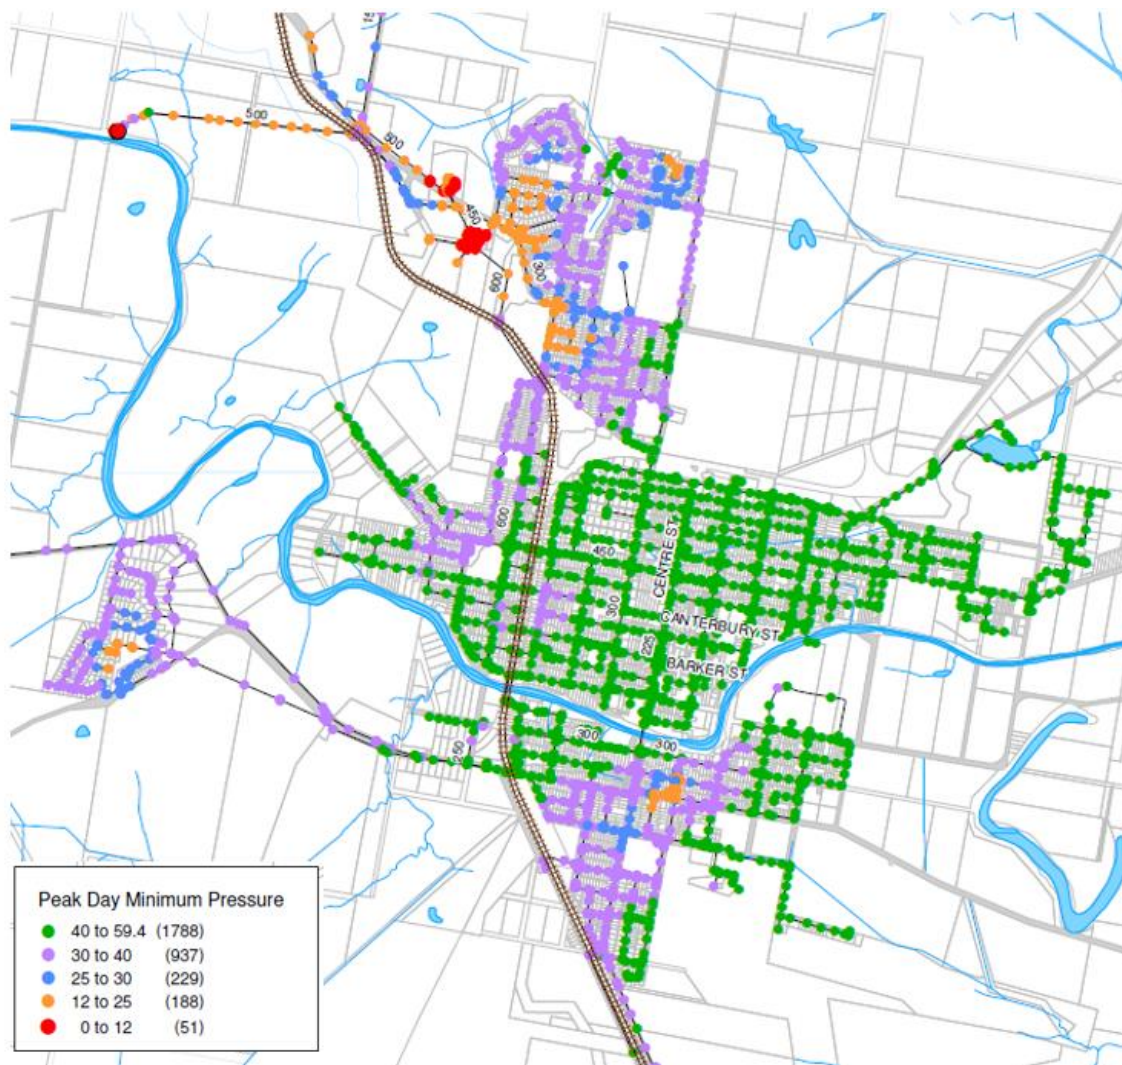 500
500
450
300
600
600
450
CENTRE ST
300
CANTERBURY ST
225
BARKER ST
300
300
250
Peak Day Minimum Pressure
40 to 59.4 (1788)
30 to 40 (937)
25 to 30 (229)
12 to 25 (188)
0 to 12 (51)